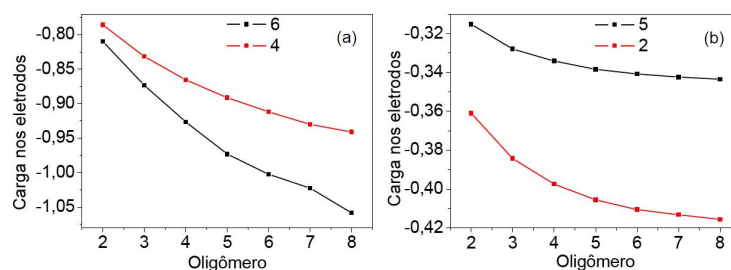 6
4
(a)
-0,80
-0,85
-0,90
-0,95
-1,00
-1,05
Carga nos eletrodos
2 3 4 5 6 7 8
Oligômero
5
2
(b)
-0,32
-0,34
-0,36
-0,38
-0,40
-0,42
Carga nos eletrodos
2 3 4 5 6 7 8
Oligômero